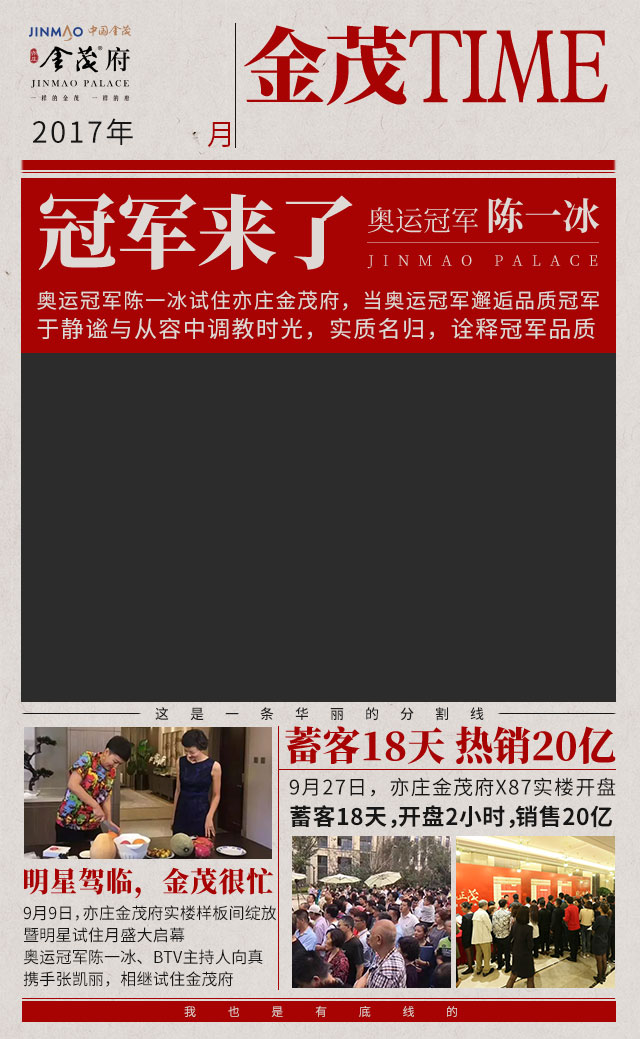 JINMAO 中国金茂
亦庄 金茂府®
JINMAO PALACE
一样的金茂 一样的府
2017年 月
金茂TIME
冠军来了
奥运冠军 陈一冰
JINMAO PALACE
奥运冠军陈一冰试住亦庄金茂府，当奥运冠军邂逅品质冠军
于静谧与从容中调教时光，实质名归，诠释冠军品质
这是一条华丽的分割线
明星驾临，金茂很忙
9月9日,亦庄金茂府实楼样板间绽放
暨明星试住月盛大启幕
奥运冠军陈一冰、BTV主持人向真
携手张凯丽，相继试住金茂府
蓄客18天 热销20亿
9月27日，亦庄金茂府X87实楼开盘
蓄客18天,开盘2小时,销售20亿
我也是有底线的